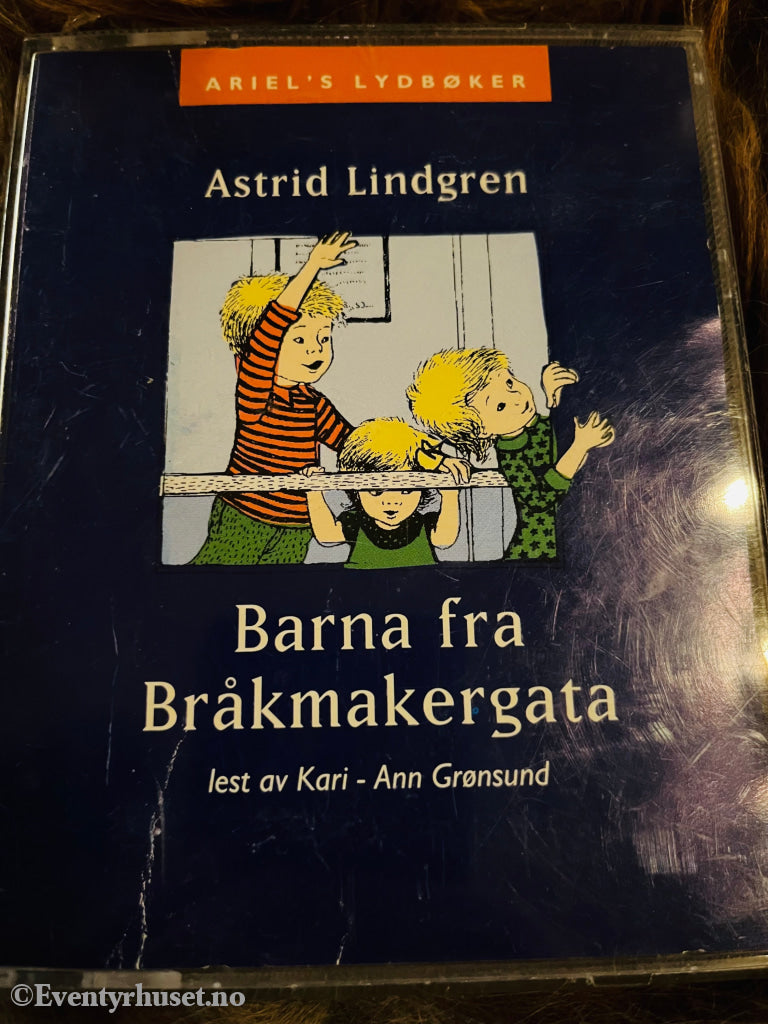 ARIEL'S LYDBØKER
Astrid Lindgren
Barna fra
Bråkmakergata
lest av Kari - Ann Grønsund
©Eventyrhuset.no